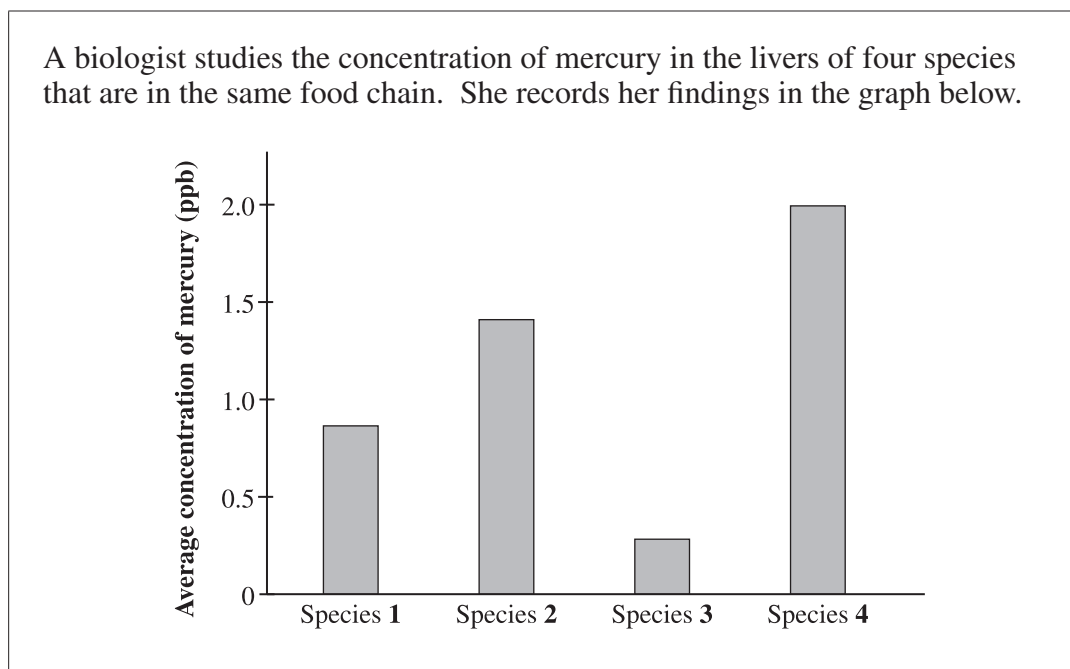 A biologist studies the concentration of mercury in the livers of four species
that are in the same food chain. She records her findings in the graph below.
Average concentration of mercury (ppb)
2.0
1.5
1.0
0.5
0
Species 1
Species 2
Species 3
Species 4